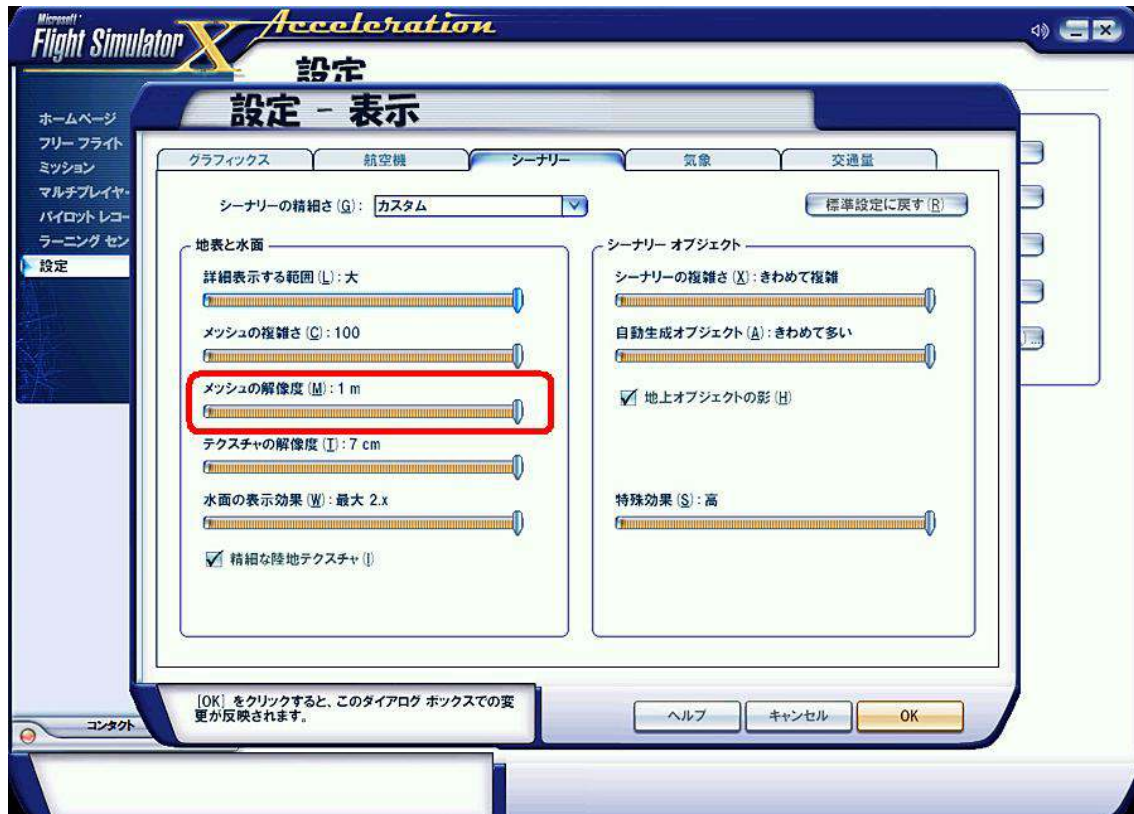 Microsoft
Flight Simulator X Acceleration
設定
設定 - 表示
ホームページ
フリー フライト
ミッション
マルチプレイヤー
パイロット レコー
ラーニング セン
設定
グラフィックス
航空機
シーナリー
気象
交通量
シーナリーの精細さ (G) : カスタム
標準設定に戻す (R)
地表と水面
詳細表示する範囲 (L) : 大
メッシュの複雑さ (C) : 100
メッシュの解像度 (M) : 1 m
テクスチャの解像度 (T) : 7 cm
水面の表示効果 (W) : 最大 2.x
精細な陸地テクスチャ (I)
シーナリー オブジェクト
シーナリーの複雑さ (X) : きわめて複雑
自動生成オブジェクト (A) : きわめて多い
地上オブジェクトの影 (H)
特殊効果 (S) : 高
[OK] をクリックすると、このダイアログ ボックスでの変
更が反映されます。
ヘルプ
キャンセル
OK
コンタクト